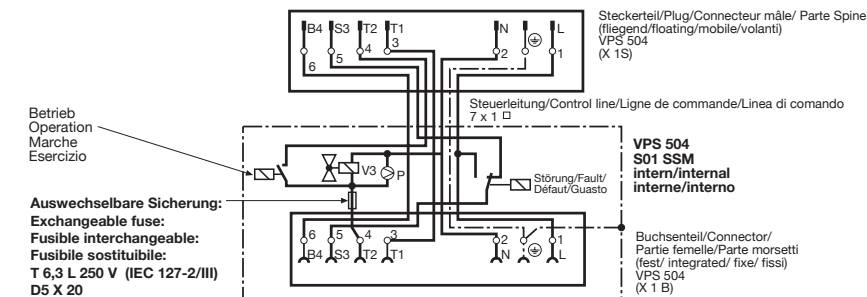 B4 S3 T2 T1 N L
3
4 2 1
5
6
Steckerteil/Plug/Connecteur mâle/ Parte Spine
(fliegend/floating/mobile/volanti)
VPS 504
(X 1S)
Steuerleitung/Control line/Ligne de commande/Linea di comando
7 x 1 □
Betrieb
Operation
Marche
Esercizio
VPS 504
S01 SSM
intern/internal
interne/interno
V3
P
Störung/Fault/
Défaut/Guasto
Auswechselbare Sicherung:
Exchangeable fuse:
Fusible interchangeable:
Fusibile sostituibile:
T 6,3 L 250 V (IEC 127-2/III)
D5 X 20
6 5 4 3 2 1
B4 S3 T2 T1 N L
Buchsenteil/Connector/
Partie femelle/Parte morsetti
(fest/ integrated/ fixe/ fissi)
VPS 504
(X 1 B)